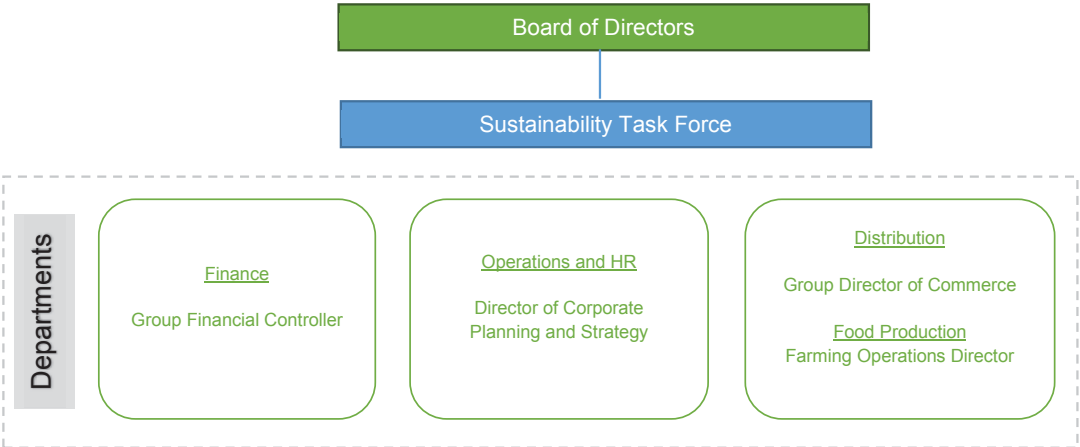 Board of Directors
Sustainability Task Force
Departments
Finance
Group Financial Controller
Operations and HR
Director of Corporate
Planning and Strategy
Distribution
Group Director of Commerce
Food Production
Farming Operations Director